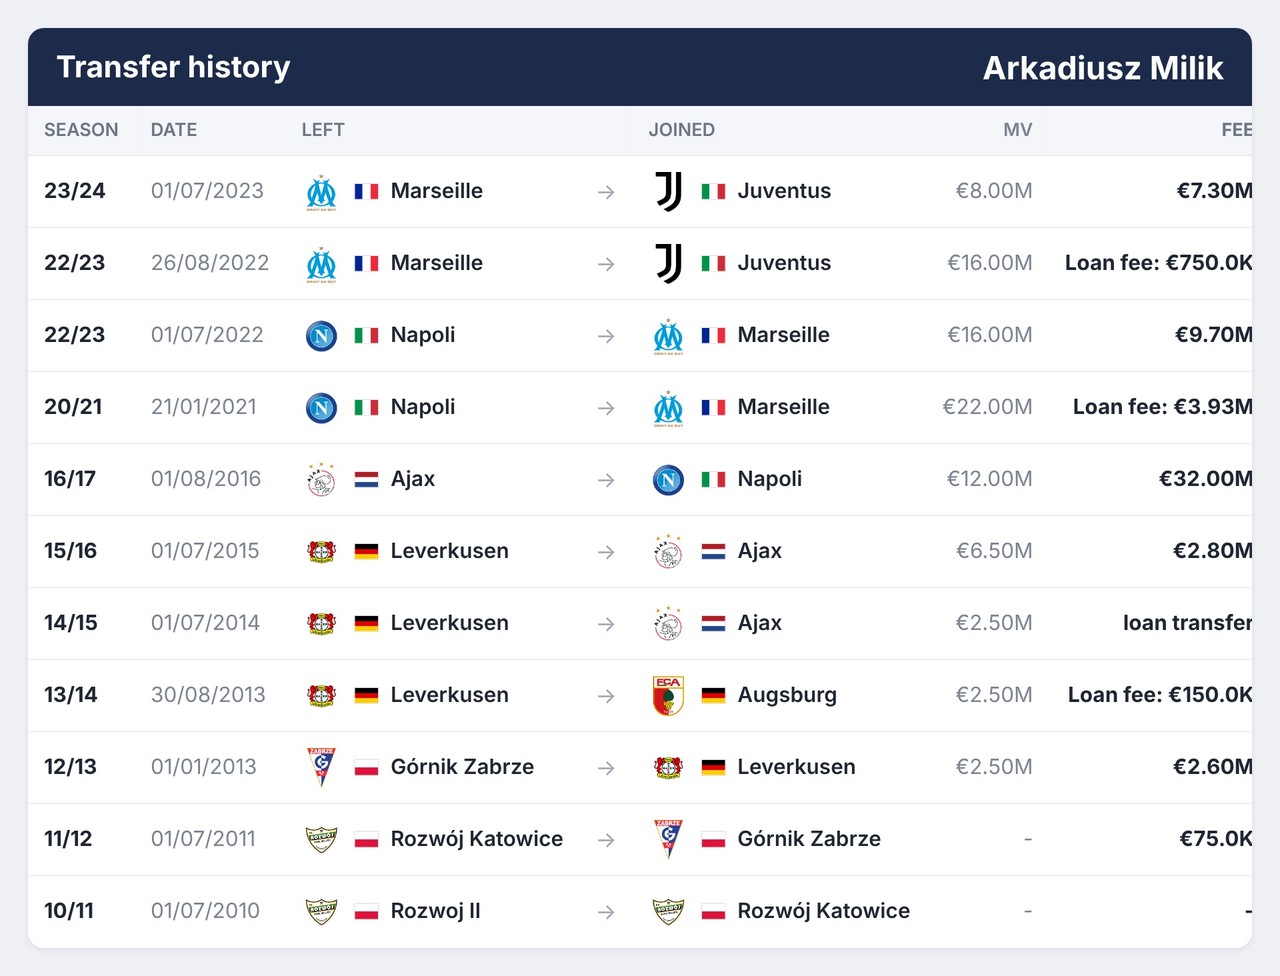 Transfer history Arkadiusz Milik
SEASON DATE LEFT JOINED MV FEE
23/24 01/07/2023 Marseille → Juventus €8.00M €7.30M
22/23 26/08/2022 Marseille → Juventus €16.00M Loan fee: €750.0K
22/23 01/07/2022 Napoli → Marseille €16.00M €9.70M
20/21 21/01/2021 Napoli → Marseille €22.00M Loan fee: €3.93M
16/17 01/08/2016 Ajax → Napoli €12.00M €32.00M
15/16 01/07/2015 Leverkusen → Ajax €6.50M €2.80M
14/15 01/07/2014 Leverkusen → Ajax €2.50M loan transfer
13/14 30/08/2013 Leverkusen → Augsburg €2.50M Loan fee: €150.0K
12/13 01/01/2013 Górnik Zabrze → Leverkusen €2.50M €2.60M
11/12 01/07/2011 Rozwój Katowice → Górnik Zabrze - €75.0K
10/11 01/07/2010 Rozwoj II → Rozwój Katowice - -